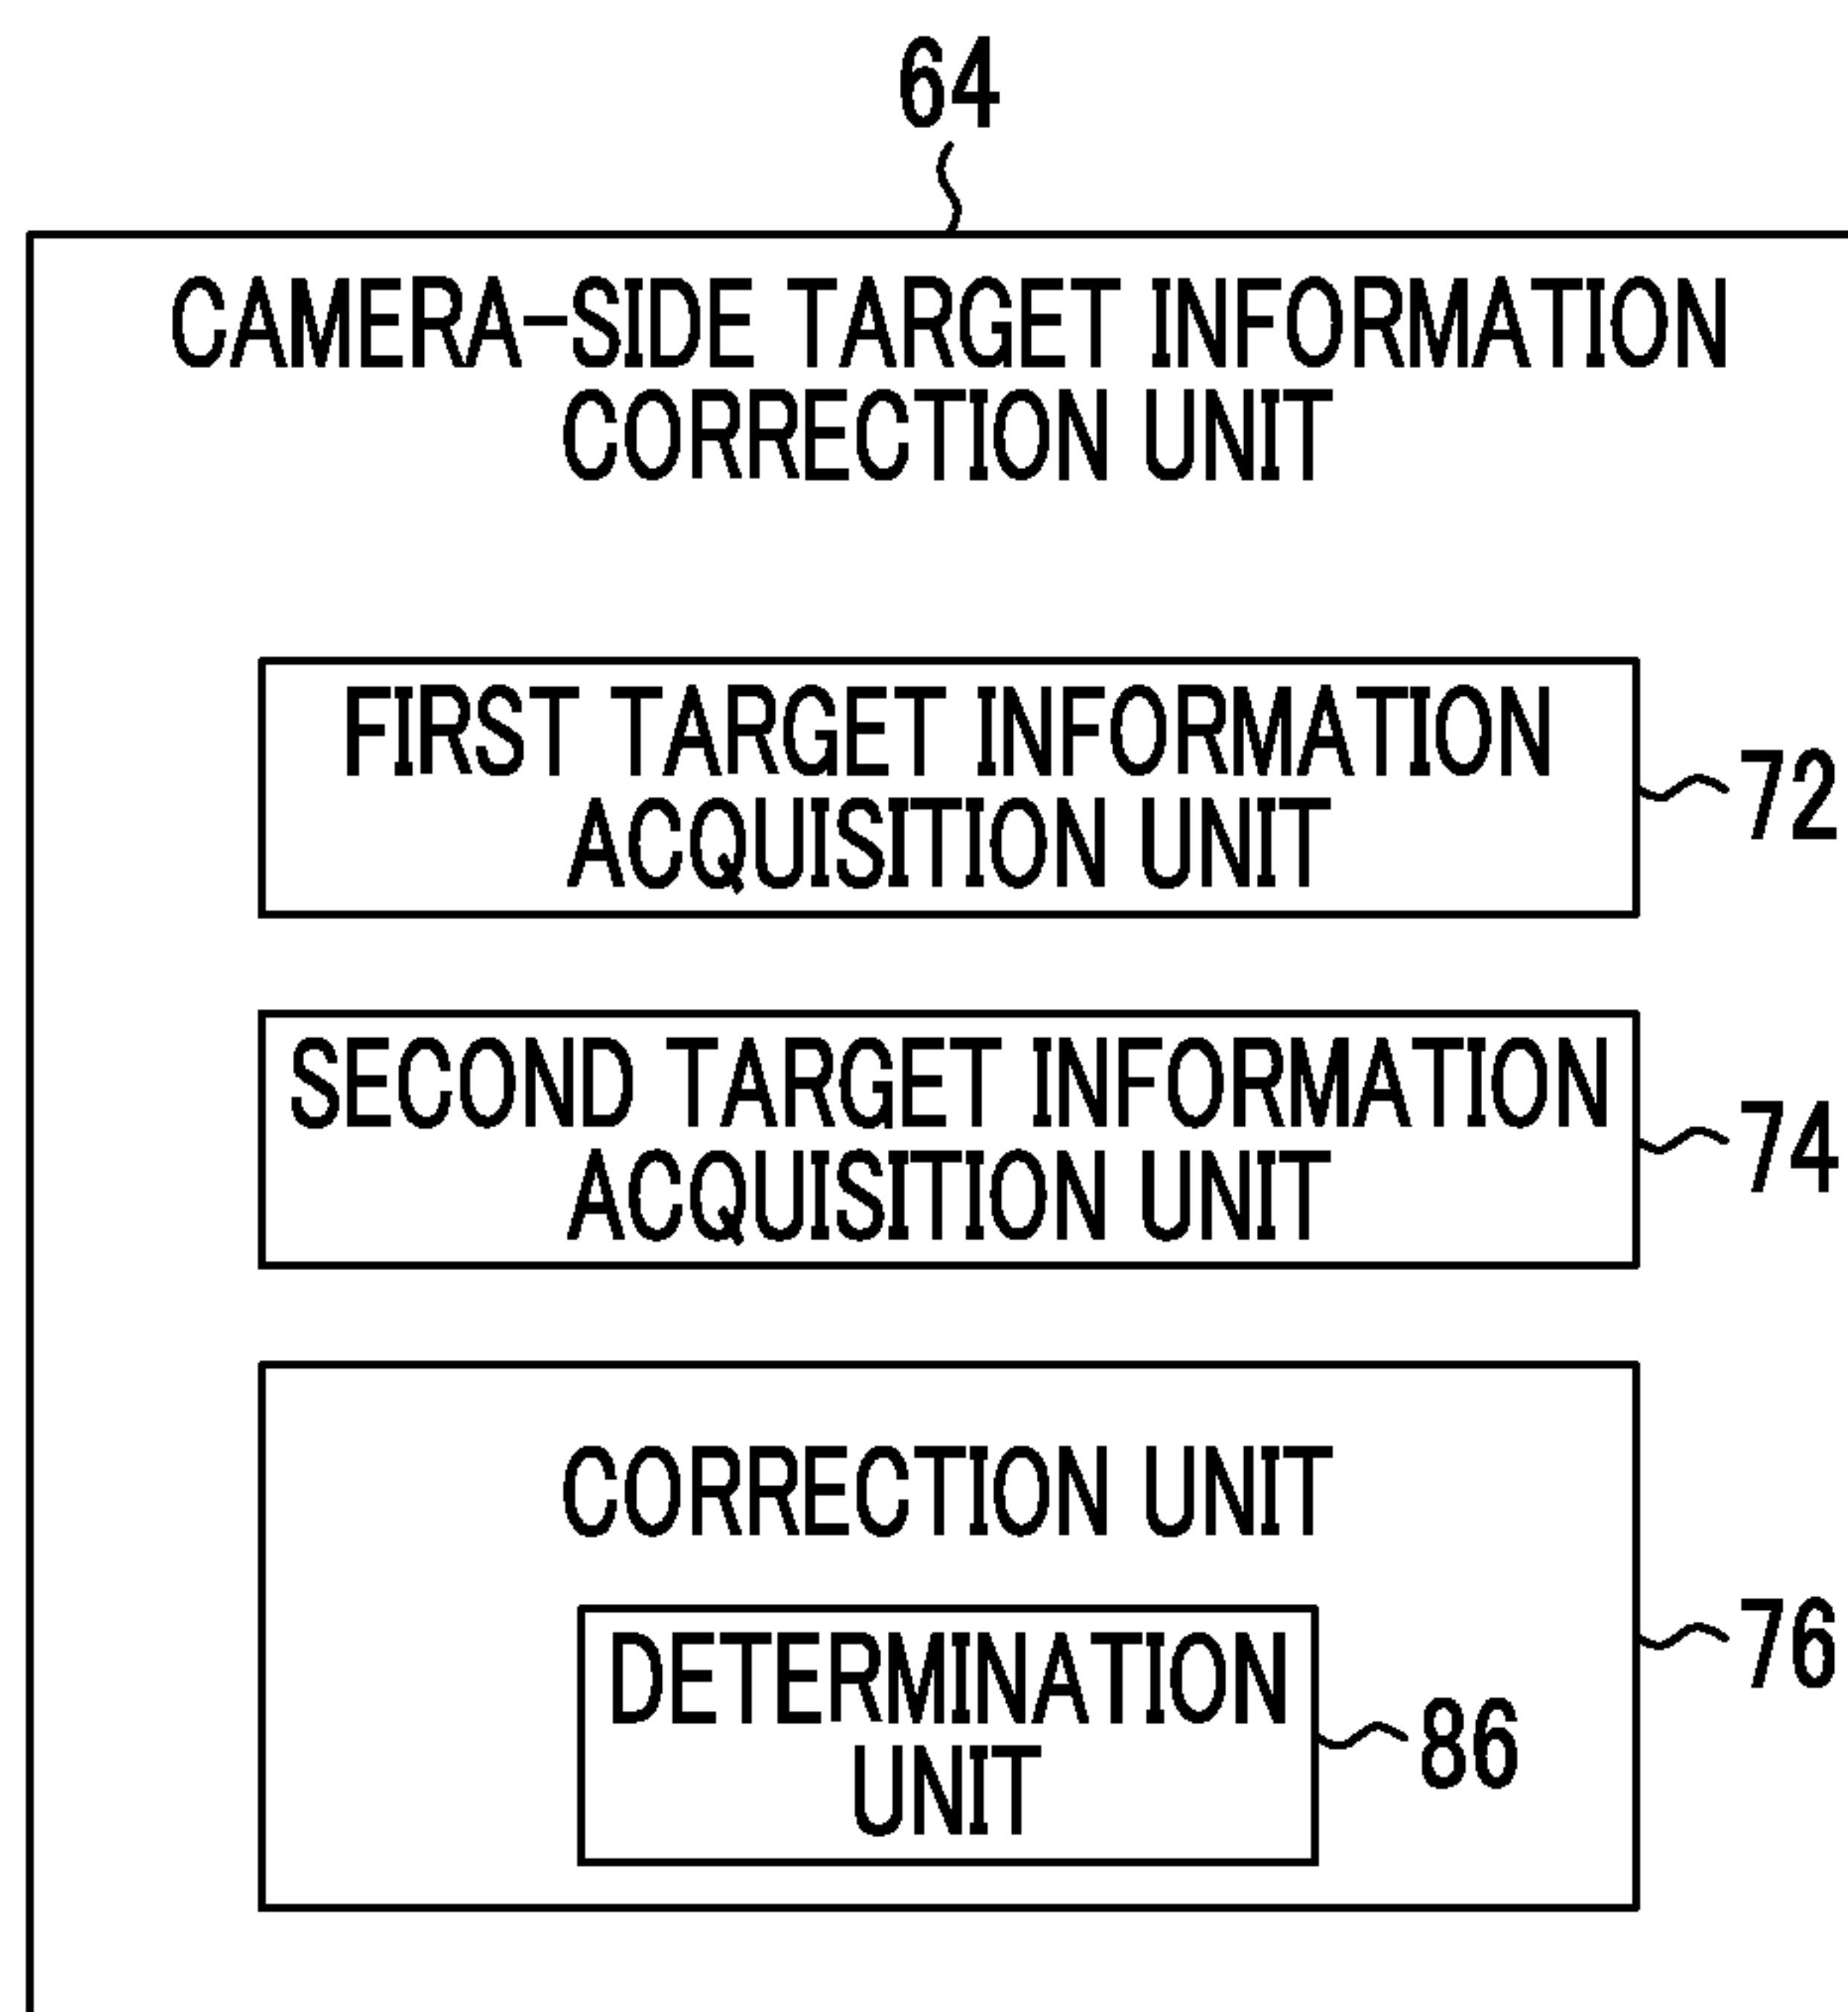 64
CAMERA-SIDE TARGET INFORMATION
CORRECTION UNIT
FIRST TARGET INFORMATION
ACQUISITION UNIT
72
SECOND TARGET INFORMATION
ACQUISITION UNIT
74
CORRECTION UNIT
76
DETERMINATION
UNIT
86